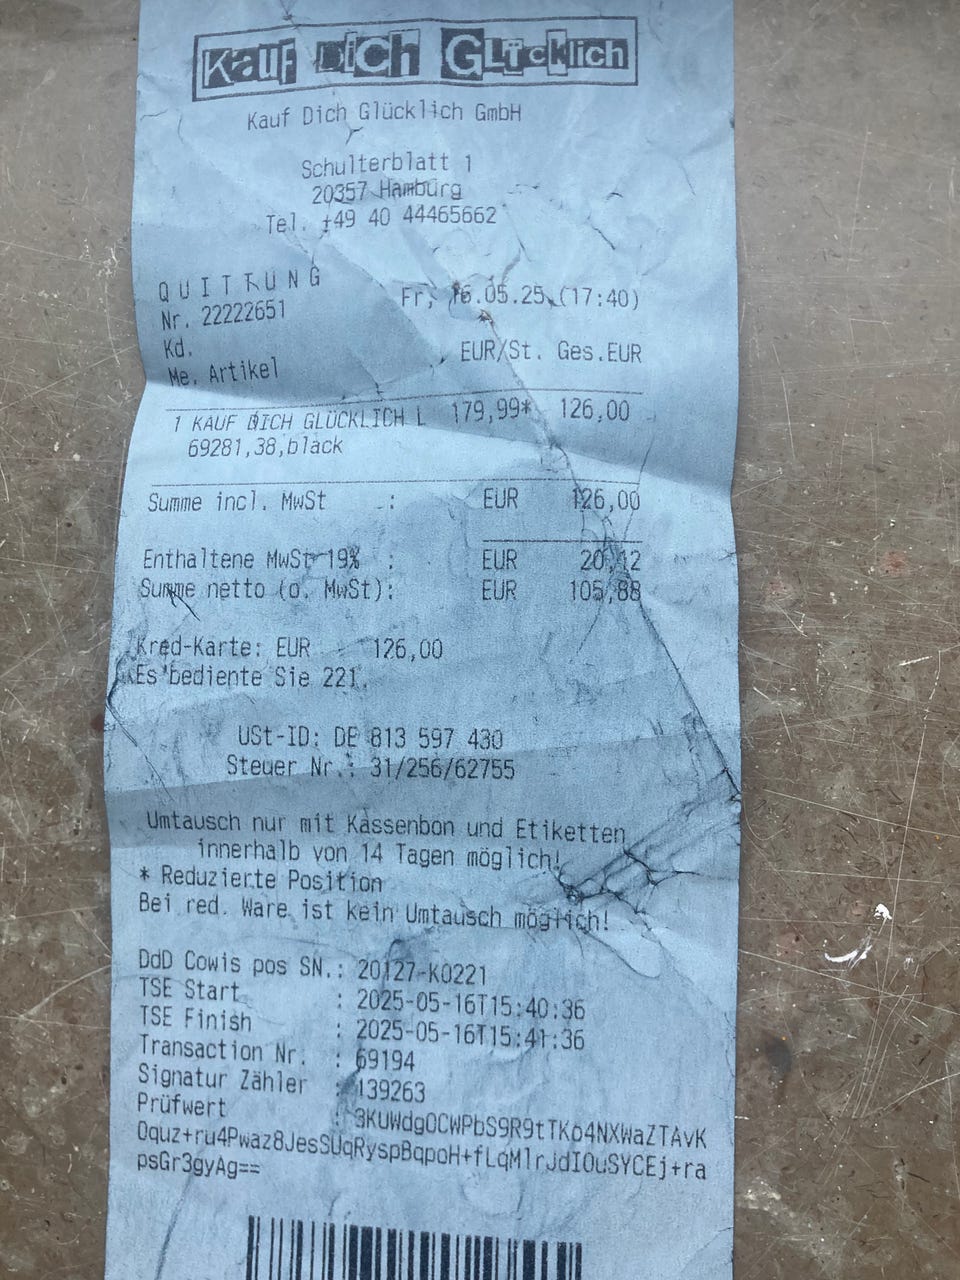 Kauf Dich Glücklich
Kauf Dich Glücklich GmbH
Schulterblatt 1
20357 Hamburg
Tel. +49 40 44465662
QUITTUNG
Fr, 16.05.25 (17:40)
Nr. 22222651
Kd.
EUR/St. Ges.EUR
Me. Artikel
1 KAUF DICH GLÜCKLICH L 179,99* 126,00
69281,38,black
Summe incl. MwSt : EUR 126,00
Enthaltene MwSt 19% : EUR 20,12
Summe netto (o. MwSt): EUR 105,88
Kred-Karte: EUR 126,00
Es bediente Sie 221.
USt-ID: DE 813 597 430
Steuer Nr.: 31/256/62755
Umtausch nur mit Kassenbon und Etiketten
innerhalb von 14 Tagen möglich!
* Reduzierte Position
Bei red. Ware ist kein Umtausch möglich!
DdD Cowis pos SN.: 20127-K0221
TSE Start : 2025-05-16T15:40:36
TSE Finish : 2025-05-16T15:41:36
Transaction Nr. : 69194
Signatur Zähler : 139263
Prüfwert : 3KUWdgOCWPbS9R9tTKp4NXWaZTAvK
Oquz+ru4Pwaz8JesSUqRyspBqpoH+fLqM1rJdIOuSYCEj+ra
psGr3gyAg==